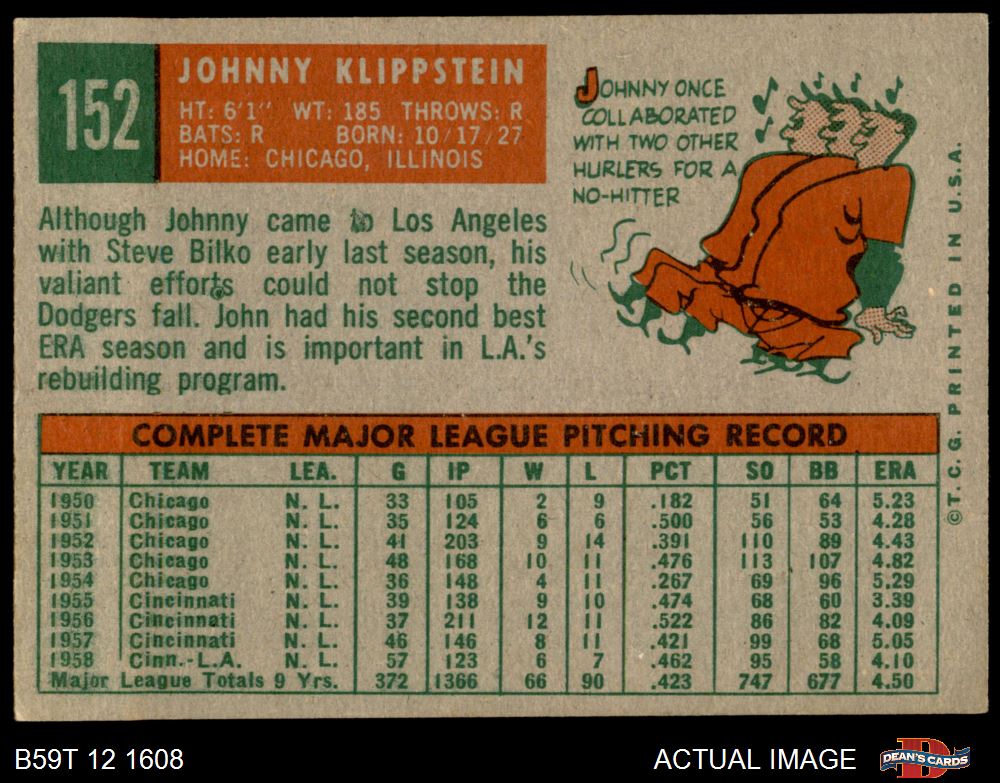 152
JOHNNY KLIPPSTEIN
HT: 6'1" WT: 185 THROWS: R
BATS: R BORN: 10/17/27
HOME: CHICAGO, ILLINOIS
JOHNNY ONCE
COLLABORATED
WITH TWO OTHER
HURLERS FOR A
NO-HITTER
Although Johnny came to Los Angeles
with Steve Bilko early last season, his
valiant efforts could not stop the
Dodgers fall. John had his second best
ERA season and is important in L.A.'s
rebuilding program.
COMPLETE MAJOR LEAGUE PITCHING RECORD
YEAR TEAM LEA. G IP W L PCT SO BB ERA
1950 Chicago N. L. 33 105 2 9 .182 51 64 5.23
1951 Chicago N. L. 35 124 6 6 .500 56 53 4.28
1952 Chicago N. L. 41 203 9 14 .391 110 89 4.43
1953 Chicago N. L. 48 168 10 11 .476 113 107 4.82
1954 Chicago N. L. 36 148 4 11 .267 69 96 5.29
1955 Cincinnati N. L. 39 138 9 10 .474 68 60 3.39
1956 Cincinnati N. L. 37 211 12 11 .522 86 82 4.09
1957 Cincinnati N. L. 46 146 8 11 .421 99 68 5.05
1958 Cinn.-L.A. N. L. 57 123 6 7 .462 95 58 4.10
Major League Totals 9 Yrs. 372 1366 66 90 .423 747 677 4.50
© T. C. G. PRINTED IN U.S.A.
B59T 12 1608
ACTUAL IMAGE
DEAN'S CARDS